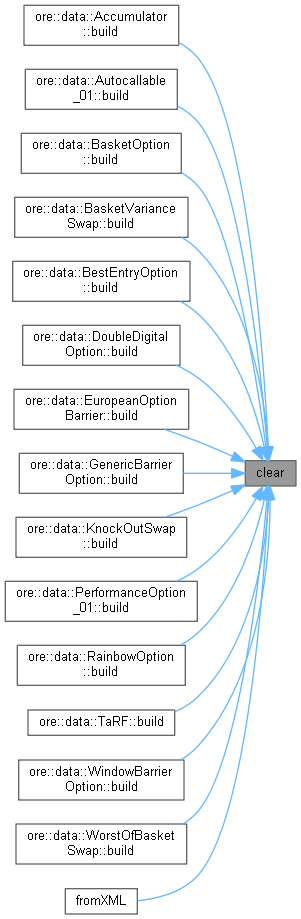 ore::data::Accumulator
::build
ore::data::Autocallable
_01::build
ore::data::BasketOption
::build
ore::data::BasketVariance
Swap::build
ore::data::BestEntryOption
::build
ore::data::DoubleDigital
Option::build
ore::data::EuropeanOption
Barrier::build
ore::data::GenericBarrier
Option::build
clear
ore::data::KnockOutSwap
::build
ore::data::PerformanceOption
_01::build
ore::data::RainbowOption
::build
ore::data::TaRF::build
ore::data::WindowBarrier
Option::build
ore::data::WorstOfBasket
Swap::build
fromXML